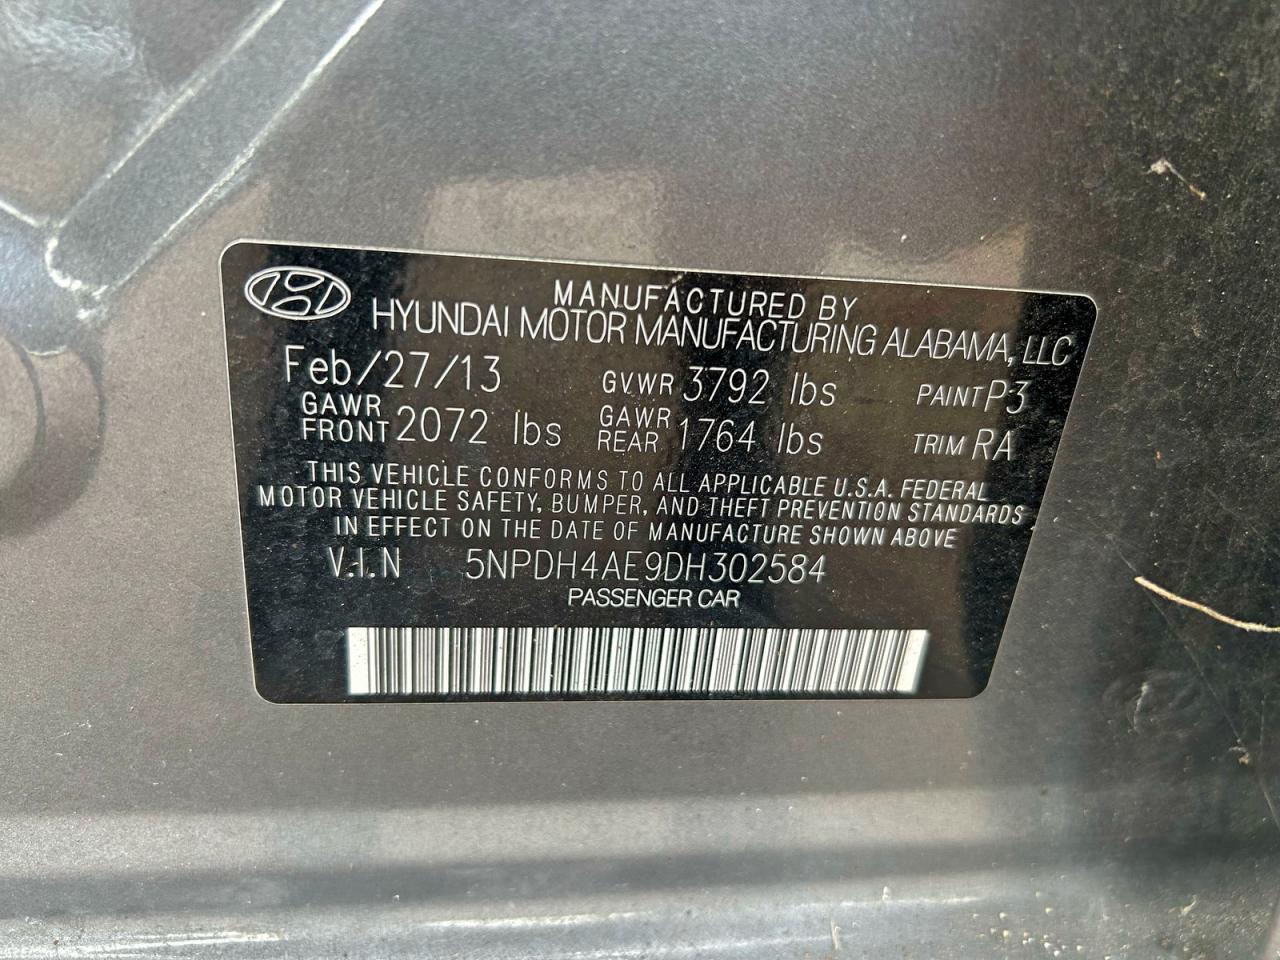 MANUFACTURED BY
HYUNDAI MOTOR MANUFACTURING ALABAMA, LLC
Feb/27/13 GVWR 3792 lbs PAINT P3
GAWR FRONT 2072 lbs GAWR REAR 1764 lbs TRIM RA
THIS VEHICLE CONFORMS TO ALL APPLICABLE U.S.A. FEDERAL
MOTOR VEHICLE SAFETY, BUMPER, AND THEFT PREVENTION STANDARDS
IN EFFECT ON THE DATE OF MANUFACTURE SHOWN ABOVE
V.I.N 5NPDH4AE9DH302584
PASSENGER CAR